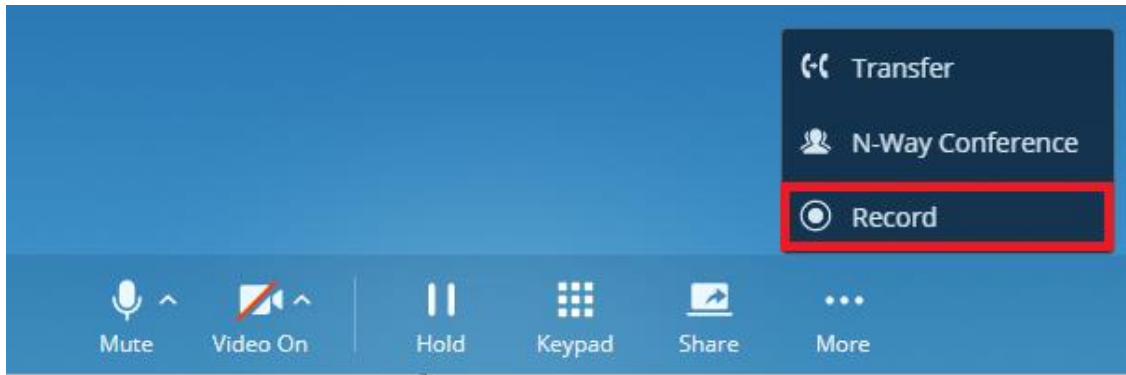 Transfer
N-Way Conference
Record
Mute
Video On
Hold
Keypad
Share
More